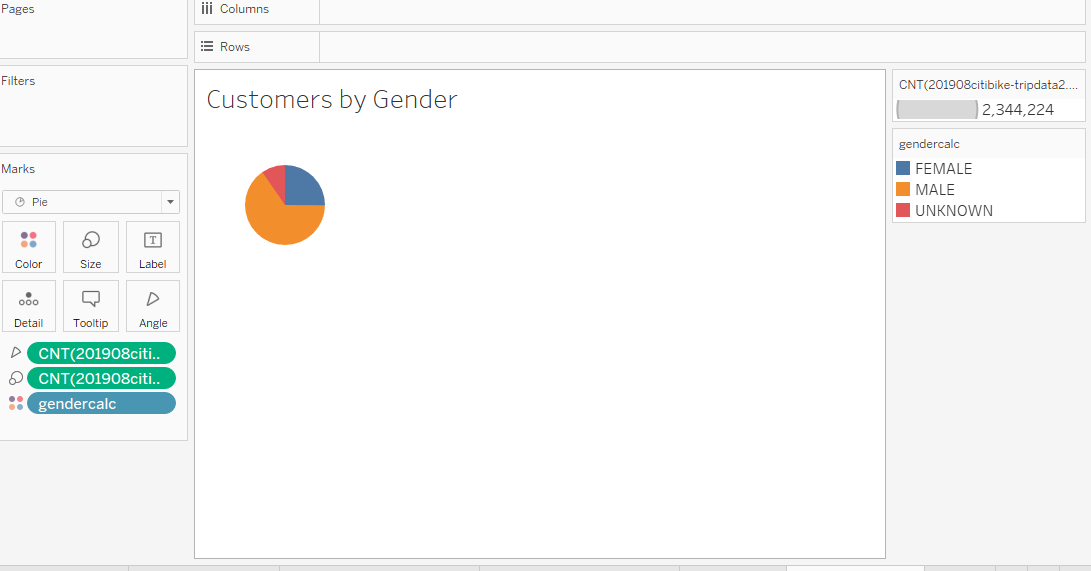 Pages
Columns
Rows
Filters
Marks
Pie
Color
Size
Label
Detail
Tooltip
Angle
CNT(201908citi..
CNT(201908citi..
gendercalc
Customers by Gender
CNT(201908citibike-tripdata2....
2,344,224
gendercalc
FEMALE
MALE
UNKNOWN